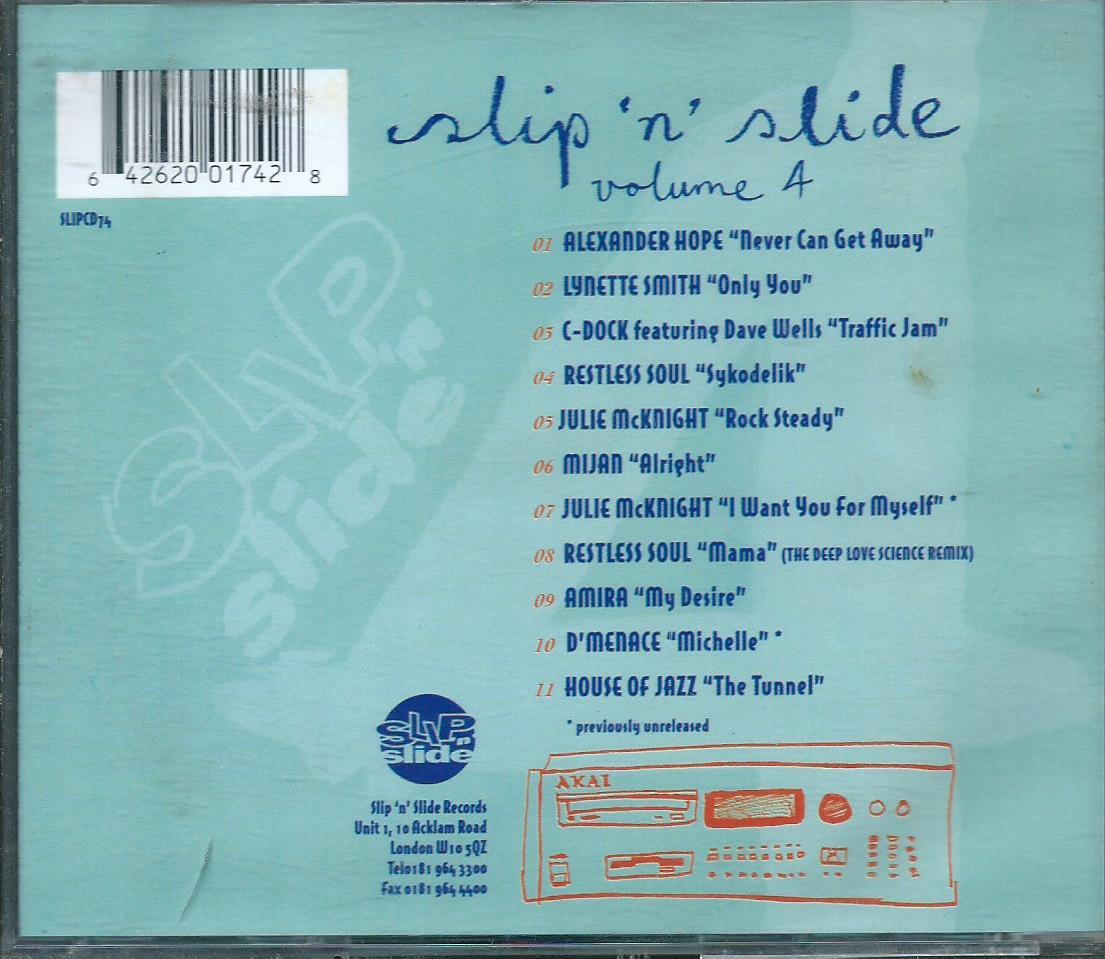 slip 'n' slide
volume 4
6 42620 01742 8
SLIPCD74
01 ALEXANDER HOPE “Never Can Get Away”
02 LYNETTE SMITH “Only You”
03 C-DOCK featuring Dave Wells “Traffic Jam”
04 RESTLESS SOUL “Sykodelik”
05 JULIE McKNIGHT “Rock Steady”
06 MIJAN “Alright”
07 JULIE McKNIGHT “I Want You For Myself” *
08 RESTLESS SOUL “Mama” (THE DEEP LOVE SCIENCE REMIX)
09 AMIRA “My Desire”
10 D'MENACE “Michelle” *
11 HOUSE OF JAZZ “The Tunnel”
* previously unreleased
SLIP 'n'
slide
SLIP n
slide
Slip 'n' Slide Records
Unit 1, 10 Acklam Road
London W10 5QZ
Tel0181 964 3300
Fax 0181 964 4400
AKAI